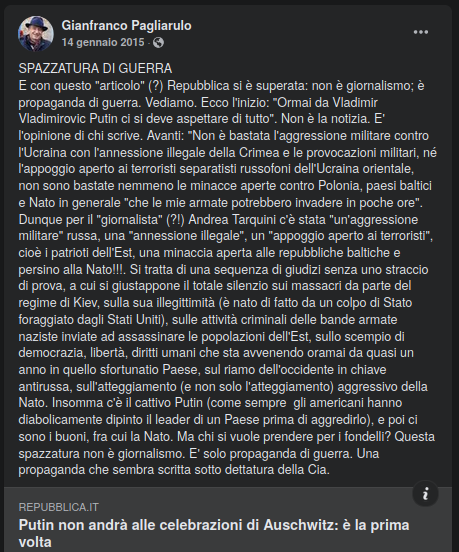 Gianfranco Pagliarulo
14 gennaio 2015 ·
SPAZZATURA DI GUERRA
E con questo "articolo" (?) Repubblica si è superata: non è giornalismo; è
propaganda di guerra. Vediamo. Ecco l'inizio: "Ormai da Vladimir
Vladimirovic Putin ci si deve aspettare di tutto". Non è la notizia. E'
l'opinione di chi scrive. Avanti: "Non è bastata l'aggressione militare contro
l'Ucraina con l'annessione illegale della Crimea e le provocazioni militari, né
l'appoggio aperto ai terroristi separatisti russofoni dell'Ucraina orientale,
non sono bastate nemmeno le minacce aperte contro Polonia, paesi baltici
e Nato in generale "che le mie armate potrebbero invadere in poche ore".
Dunque per il "giornalista" (?!) Andrea Tarquini c'è stata "un'aggressione
militare" russa, una "annessione illegale", un "appoggio aperto ai terroristi",
cioè i patrioti dell'Est, una minaccia aperta alle repubbliche baltiche e
persino alla Nato!!!. Si tratta di una sequenza di giudizi senza uno straccio
di prova, a cui si giustappone il totale silenzio sui massacri da parte del
regime di Kiev, sulla sua illegittimità (è nato di fatto da un colpo di Stato
foraggiato dagli Stati Uniti), sulle attività criminali delle bande armate
naziste inviate ad assassinare le popolazioni dell'Est, sullo scempio di
democrazia, libertà, diritti umani che sta avvenendo oramai da quasi un
anno in quello sfortunatio Paese, sul riamo dell'occidente in chiave
antirussa, sull'atteggiamento (e non solo l'atteggiamento) aggressivo della
Nato. Insomma c'è il cattivo Putin (come sempre gli americani hanno
diabolicamente dipinto il leader di un Paese prima di aggredirlo), e poi ci
sono i buoni, fra cui la Nato. Ma chi si vuole prendere per i fondelli? Questa
spazzatura non è giornalismo. E' solo propaganda di guerra. Una
propaganda che sembra scritta sotto dettatura della Cia.
REPUBBLICA.IT
Putin non andrà alle celebrazioni di Auschwitz: è la prima
volta